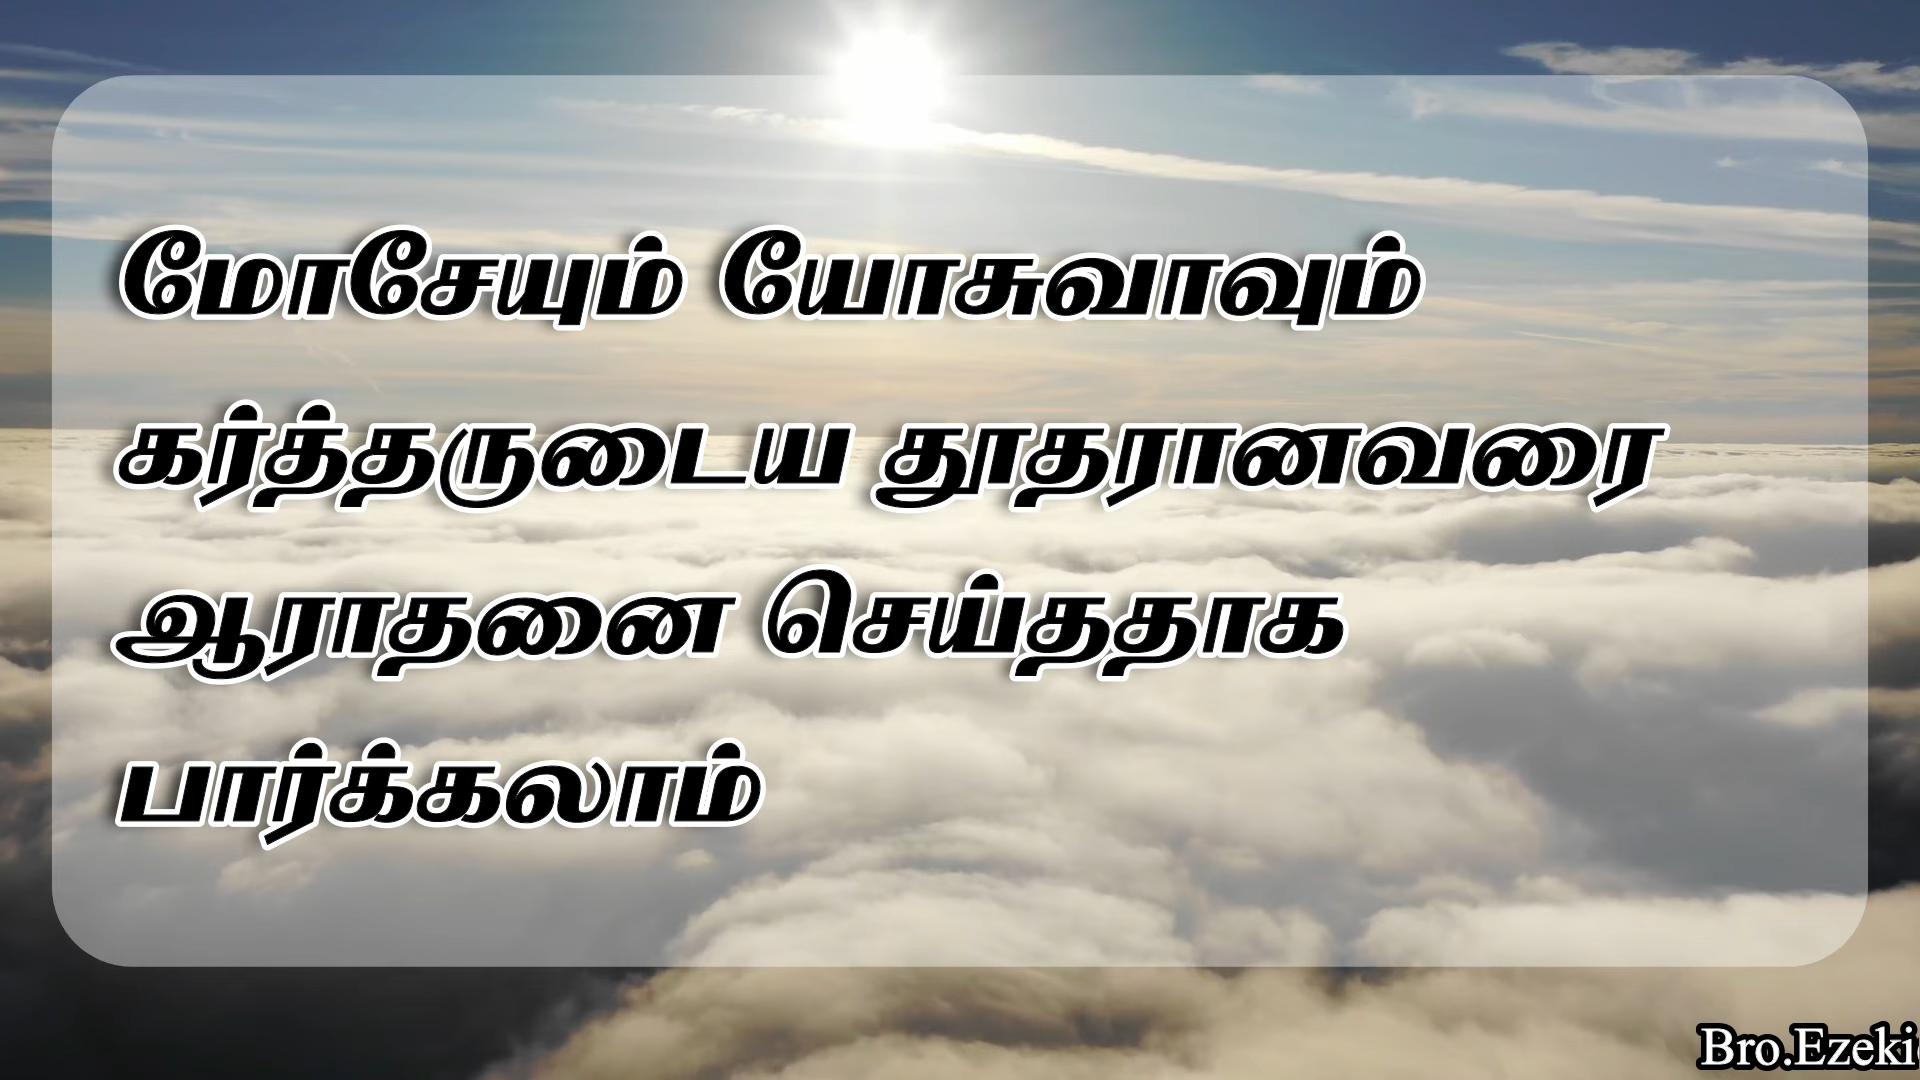 மோசேயும் யோசுவாவும்
கர்த்தருடைய தூதரானவரை
ஆராதனை செய்ததாக
பார்க்கலாம்
Bro.Ezeki